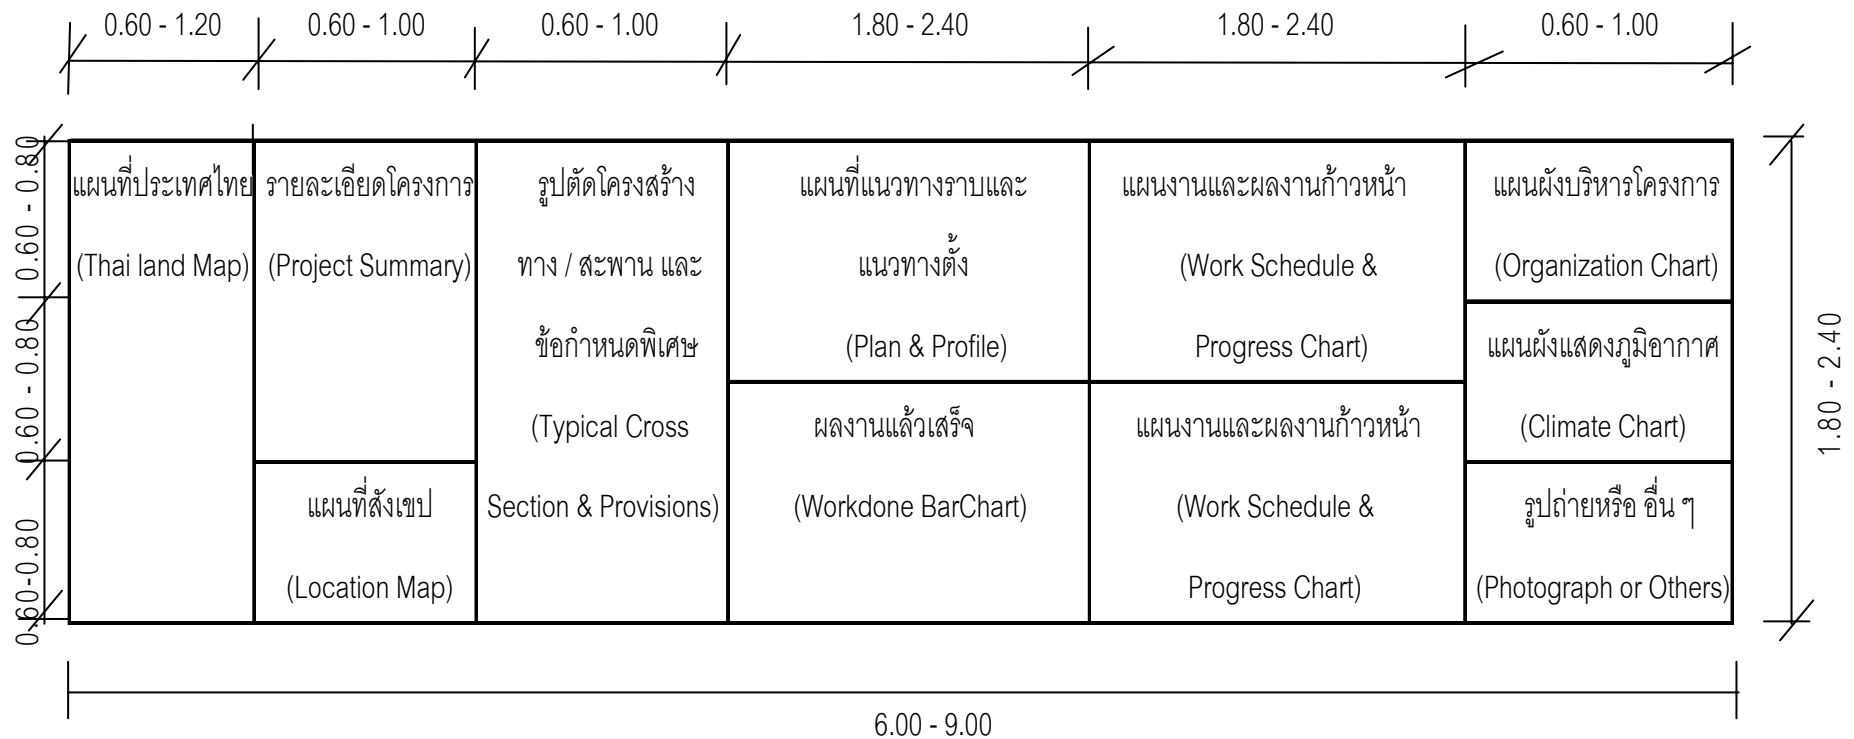 0.60 - 1.20
0.60 - 1.00
0.60 - 1.00
1.80 - 2.40
1.80 - 2.40
0.60 - 1.00
0.60 - 0.80
0.60 - 0.80
0.60-0.80
แผนที่ประเทศไทย
(Thai land Map)
รายละเอียดโครงการ
(Project Summary)
แผนที่สังเขป
(Location Map)
รูปตัดโครงสร้าง
ทาง / สะพาน และ
ข้อกำหนดพิเศษ
(Typical Cross
Section & Provisions)
แผนที่แนวทางราบและ
แนวทางตั้ง
(Plan & Profile)
ผลงานแล้วเสร็จ
(Workdone BarChart)
แผนงานและผลงานก้าวหน้า
(Work Schedule &
Progress Chart)
แผนงานและผลงานก้าวหน้า
(Work Schedule &
Progress Chart)
แผนผังบริหารโครงการ
(Organization Chart)
แผนผังแสดงภูมิอากาศ
(Climate Chart)
รูปถ่ายหรือ อื่น ๆ
(Photograph or Others)
1.80 - 2.40
6.00 - 9.00